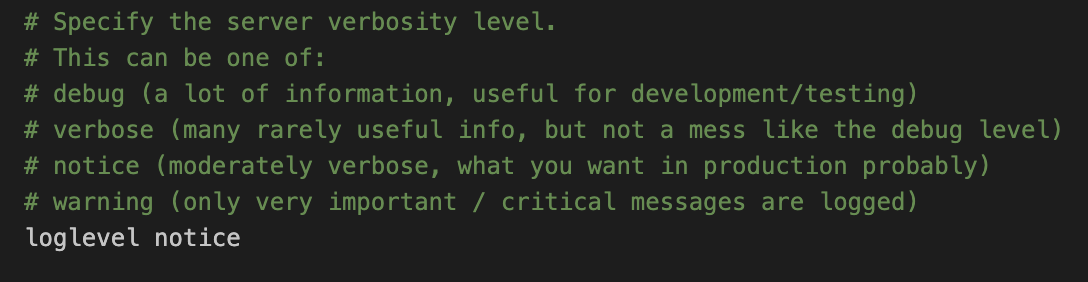 # Specify the server verbosity level.
# This can be one of:
# debug (a lot of information, useful for development/testing)
# verbose (many rarely useful info, but not a mess like the debug level)
# notice (moderately verbose, what you want in production probably)
# warning (only very important / critical messages are logged)
loglevel notice